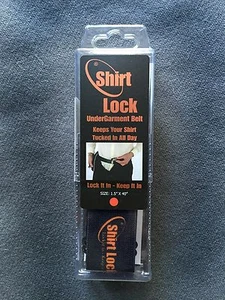 Shirt
Lock
®
UnderGarment Belt
Keeps Your Shirt
Tucked In All Day
Lock It In - Keep It In
SIZE: 1.5" X 40"
Shirt Lock